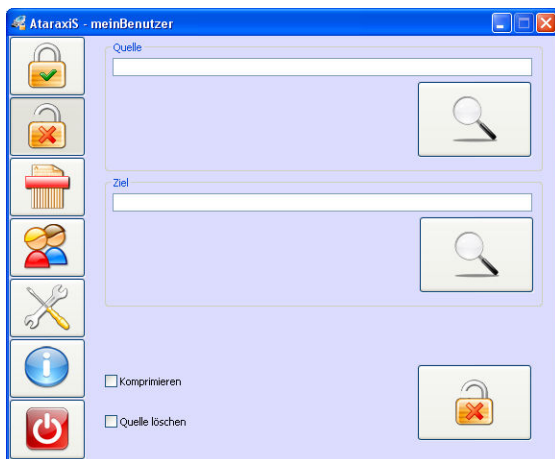 AtaraxiS - meinBenutzer
Quelle
Ziel
Komprimieren
Quelle löschen